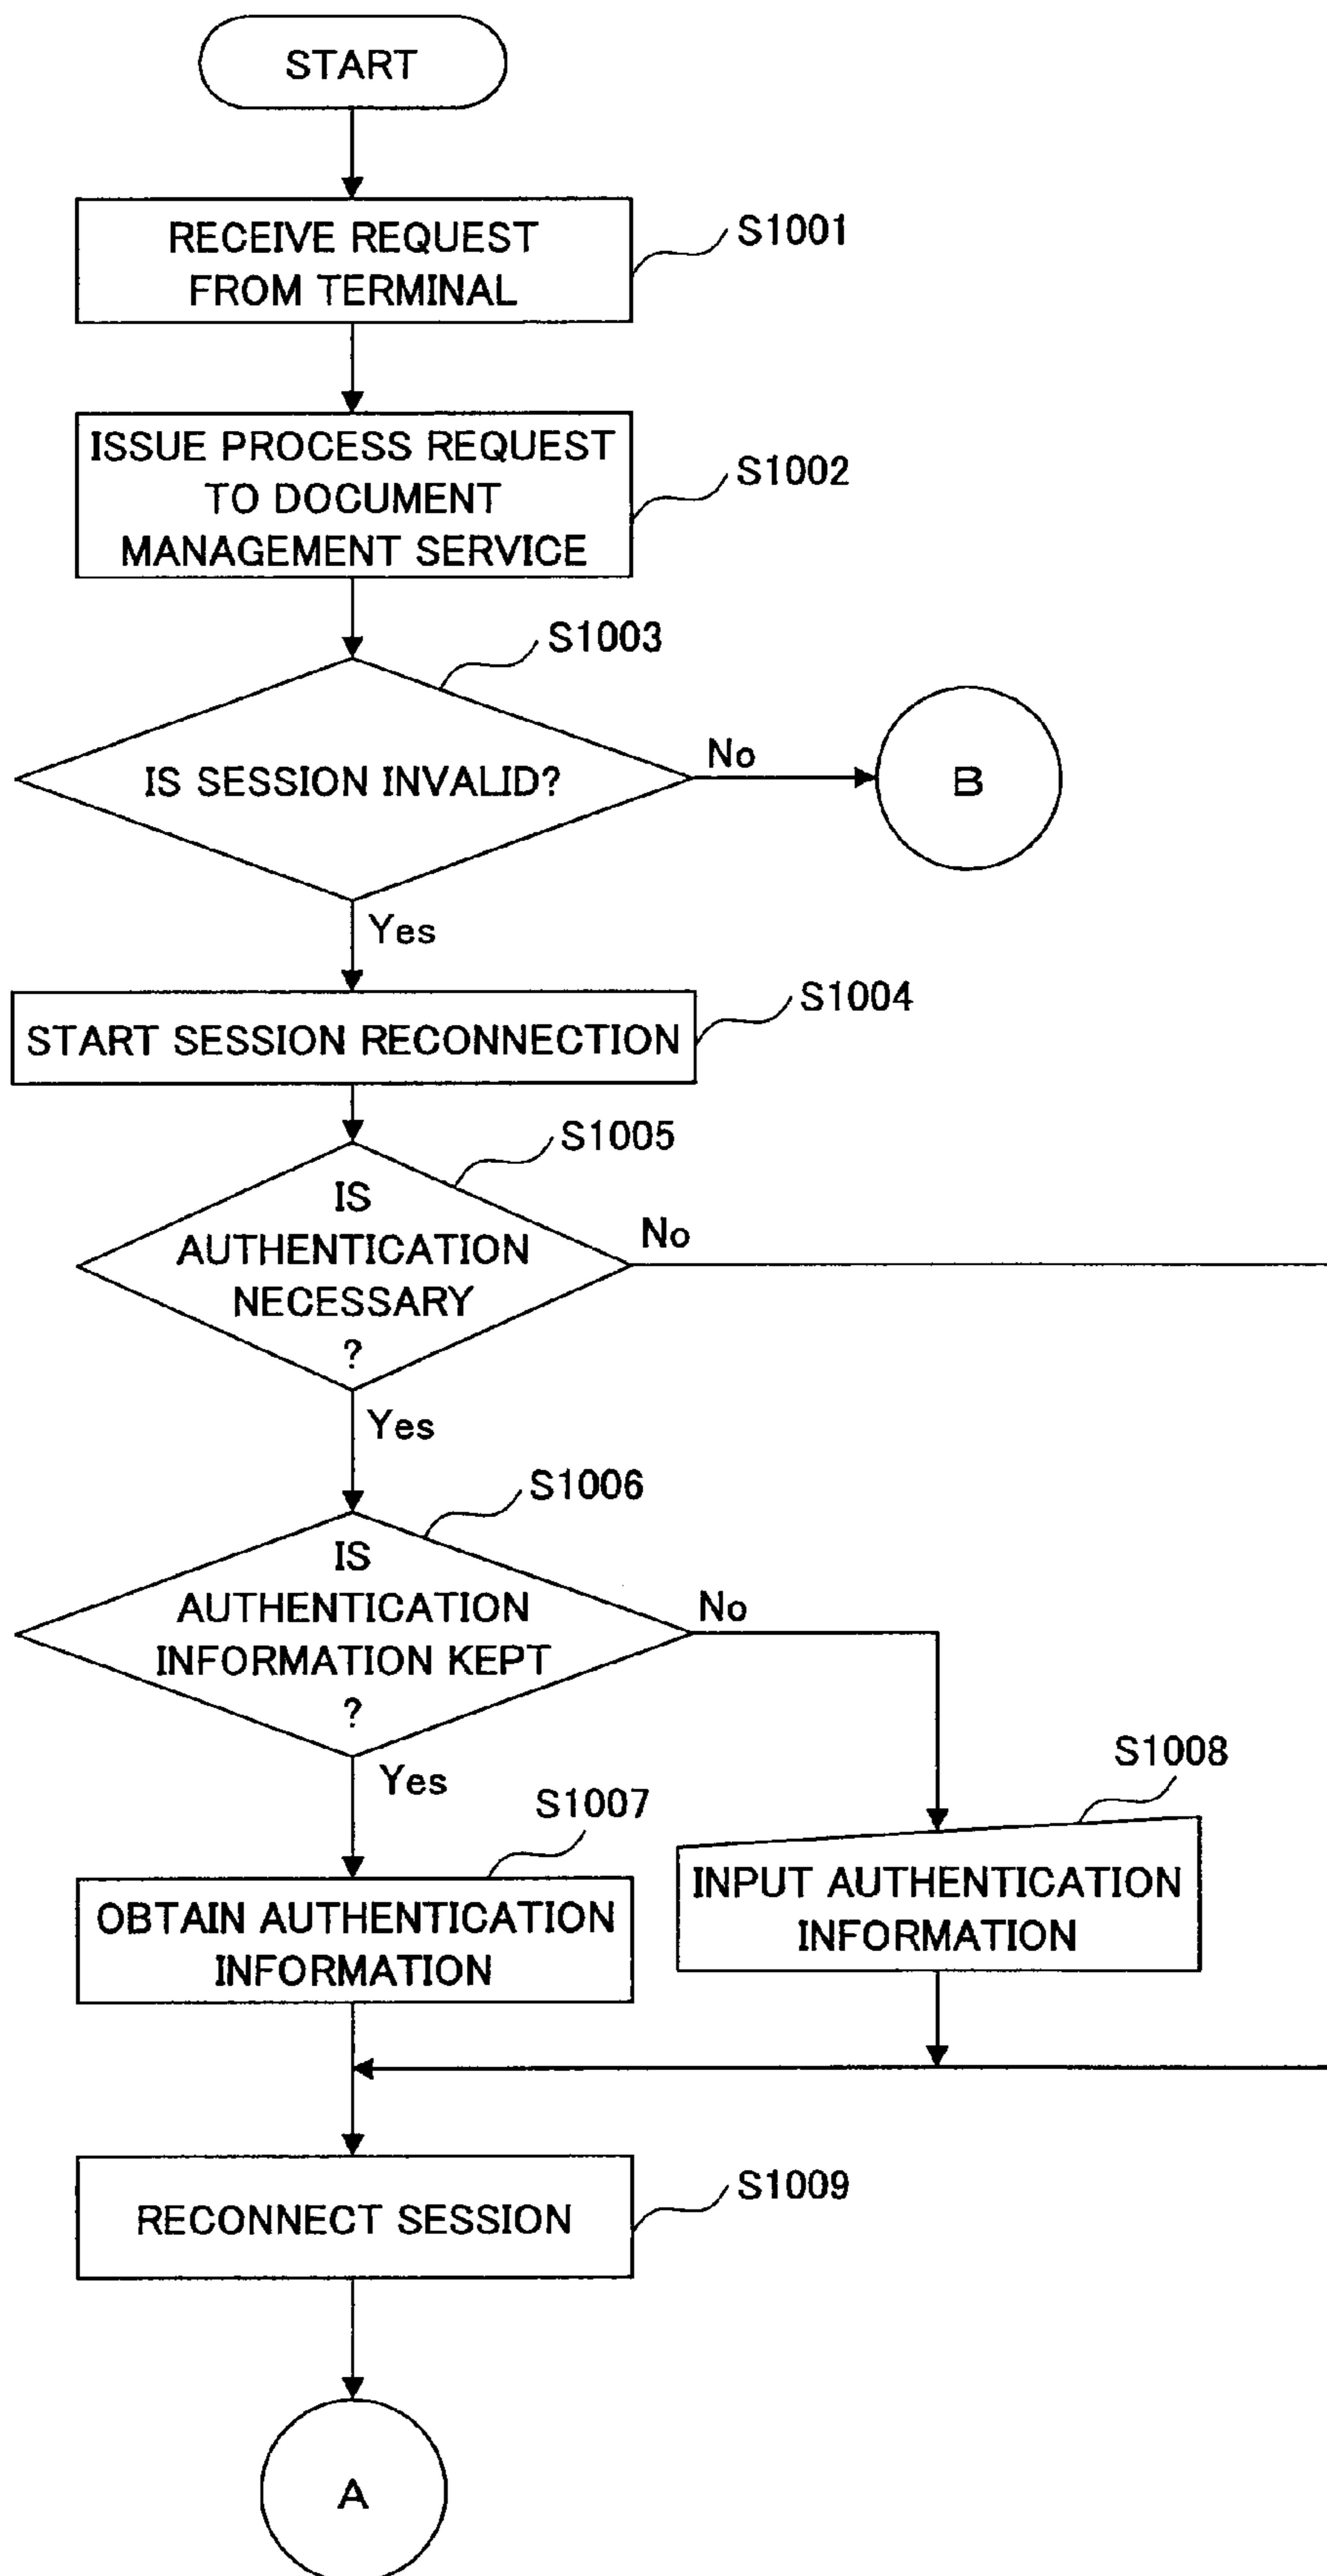 START
RECEIVE REQUEST
FROM TERMINAL
S1001
ISSUE PROCESS REQUEST
TO DOCUMENT
MANAGEMENT SERVICE
S1002
S1003
IS SESSION INVALID?
No
B
Yes
S1004
START SESSION RECONNECTION
S1005
IS
AUTHENTICATION
NECESSARY
?
No
Yes
S1006
IS
AUTHENTICATION
INFORMATION KEPT
?
No
Yes
S1007
OBTAIN AUTHENTICATION
INFORMATION
S1008
INPUT AUTHENTICATION
INFORMATION
RECONNECT SESSION
S1009
A